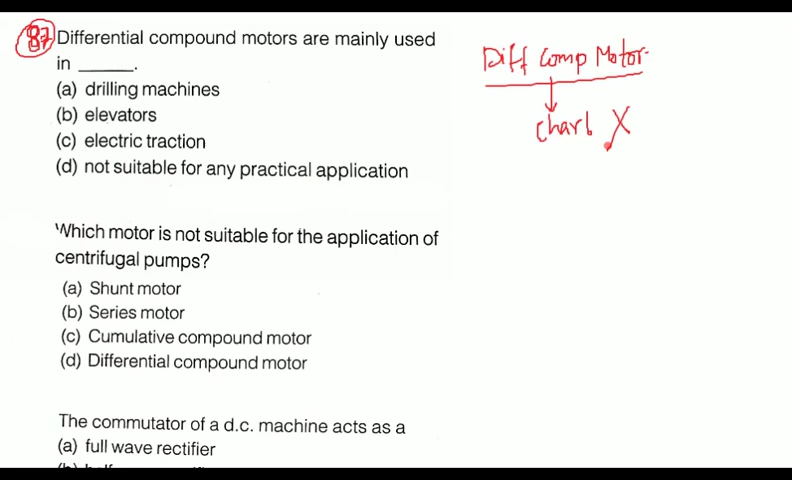 87 Differential compound motors are mainly used
in ______.
(a) drilling machines
(b) elevators
(c) electric traction
(d) not suitable for any practical application
Diff Comp Motor
Charl X
Which motor is not suitable for the application of
centrifugal pumps?
(a) Shunt motor
(b) Series motor
(c) Cumulative compound motor
(d) Differential compound motor
The commutator of a d.c. machine acts as a
(a) full wave rectifier